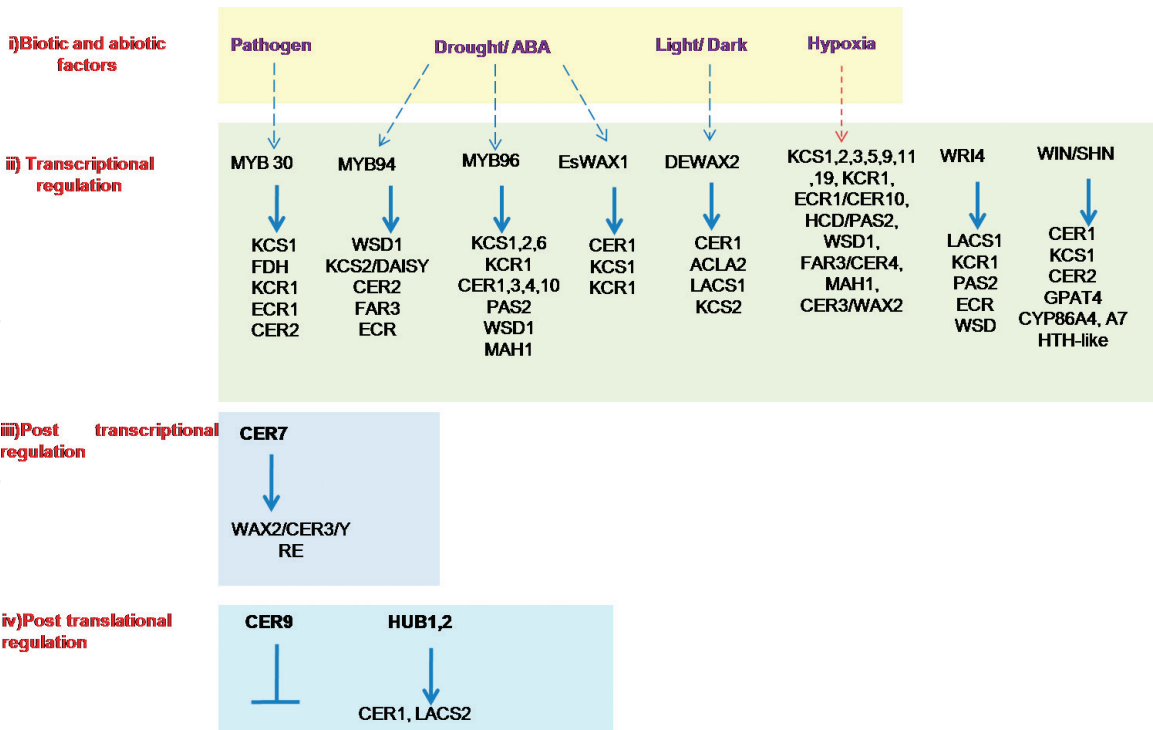 i)Biotic and abiotic
factors
Pathogen
Drought/ ABA
Light/ Dark
Hypoxia
ii) Transcriptional
regulation
MYB 30
KCS1
FDH
KCR1
ECR1
CER2
MYB94
WSD1
KCS2/DAISY
CER2
FAR3
ECR
MYB96
KCS1,2,6
KCR1
CER1,3,4,10
PAS2
WSD1
MAH1
EsWAX1
CER1
KCS1
KCR1
DEWAX2
CER1
ACLA2
LACS1
KCS2
KCS1,2,3,5,9,11
,19, KCR1,
ECR1/CER10,
HCD/PAS2,
WSD1,
FAR3/CER4,
MAH1,
CER3/WAX2
WRI4
LACS1
KCR1
PAS2
ECR
WSD
WIN/SHN
CER1
KCS1
CER2
GPAT4
CYP86A4, A7
HTH-like
iii)Post transcriptional
regulation
CER7
WAX2/CER3/Y
RE
iv)Post translational
regulation
CER9
HUB1,2
CER1, LACS2